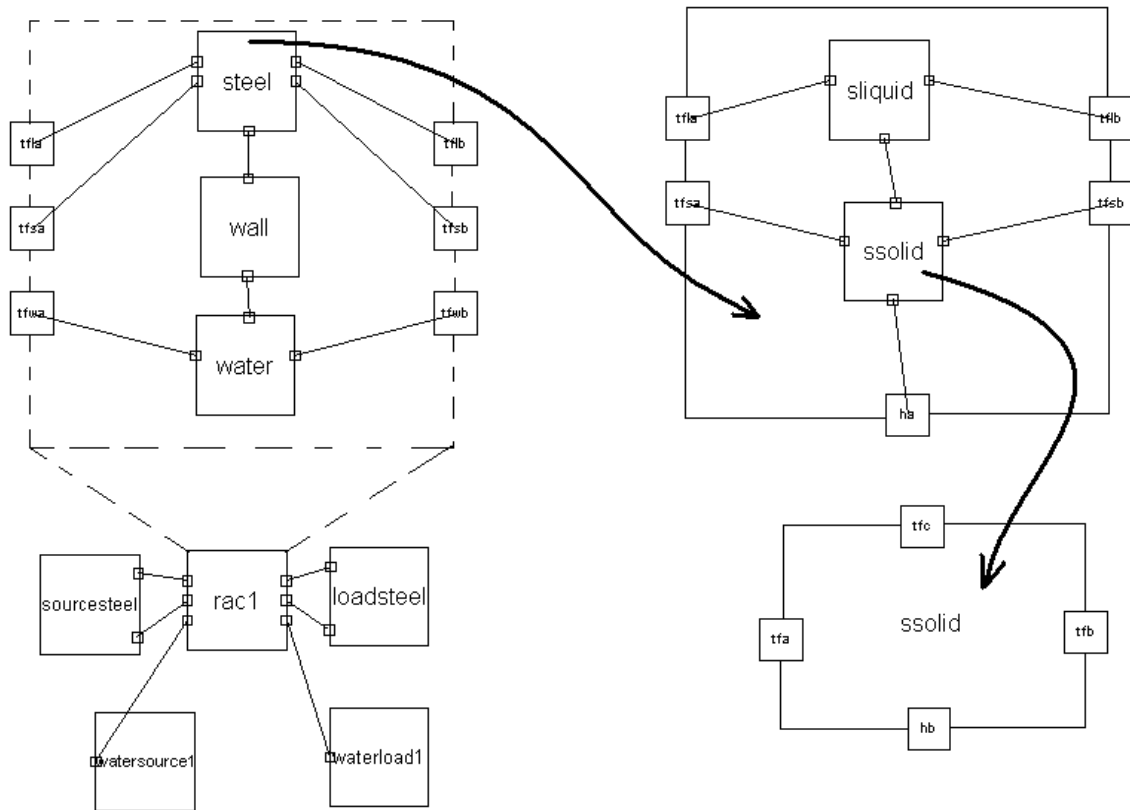 steel
tfla
tflb
tfsa
wall
tfsb
tfwa
tfwb
water
sourcesteel
rac1
loadsteel
watersource1
waterload1
sliquid
tfla
tflb
tfsa
tfsb
ssolid
ha
tfc
ssolid
tfa
tfb
hb